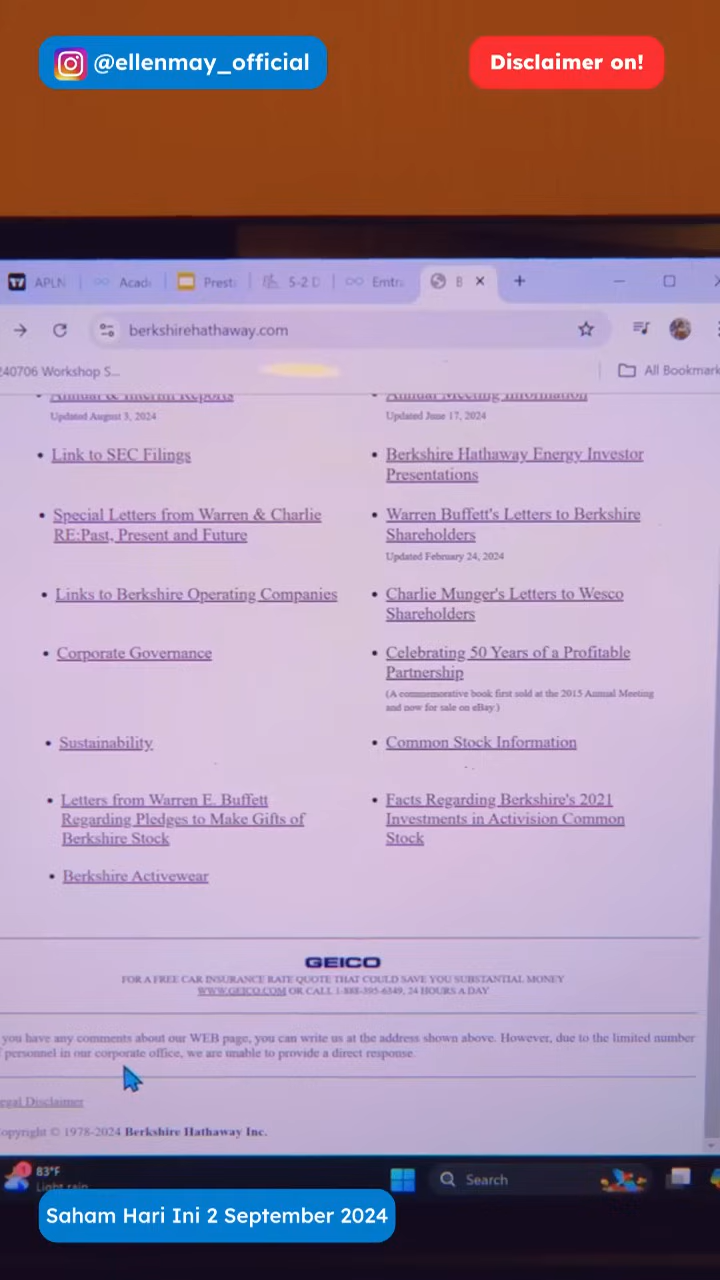 @ellenmay_official
Disclaimer on!
APLN
Acad
Prest
5-2 D
Emtr
B
berkshirehathaway.com
240706 Workshop S...
All Bookmark
Annual & Interim Reports
Updated August 3, 2024
Link to SEC Filings
Special Letters from Warren & Charlie
RE:Past, Present and Future
Links to Berkshire Operating Companies
Corporate Governance
Sustainability
Letters from Warren E. Buffett
Regarding Pledges to Make Gifts of
Berkshire Stock
Berkshire Activewear
Annual Meeting Information
Updated June 17, 2024
Berkshire Hathaway Energy Investor
Presentations
Warren Buffett's Letters to Berkshire
Shareholders
Updated February 24, 2024
Charlie Munger's Letters to Wesco
Shareholders
Celebrating 50 Years of a Profitable
Partnership
(A commemorative book first sold at the 2015 Annual Meeting
and now for sale on eBay.)
Common Stock Information
Facts Regarding Berkshire's 2021
Investments in Activision Common
Stock
GEICO
FOR A FREE CAR INSURANCE RATE QUOTE THAT COULD SAVE YOU SUBSTANTIAL MONEY
WWW.GEICO.COM OR CALL 1-888-395-6349, 24 HOURS A DAY
you have any comments about our WEB page, you can write us at the address shown above. However, due to the limited number
f personnel in our corporate office, we are unable to provide a direct response.
egal Disclaimer
opyright © 1978-2024 Berkshire Hathaway Inc.
1
83°F
Light rain
Search
Saham Hari Ini 2 September 2024